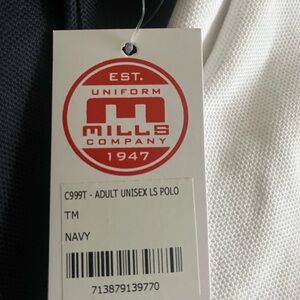 EST.
UNIFORM
M
MILLS
COMPANY
1947
C999T - ADULT UNISEX LS POLO
TM
NAVY
713879139770